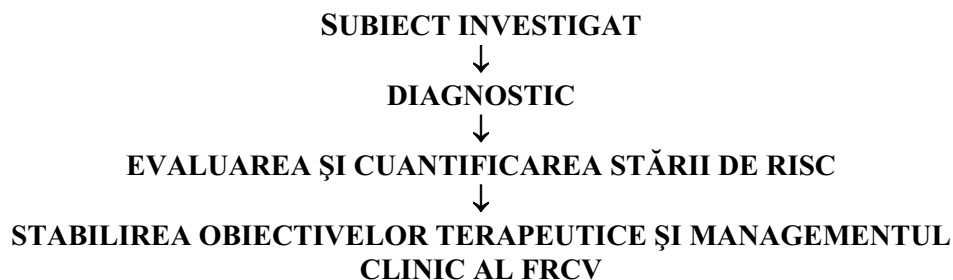 SUBIECT INVESTIGAT
↓
DIAGNOSTIC
↓
EVALUAREA ŞI CUANTIFICAREA STĂRII DE RISC
↓
STABILIREA OBIECTIVELOR TERAPEUTICE ŞI MANAGEMENTUL
CLINIC AL FRCV